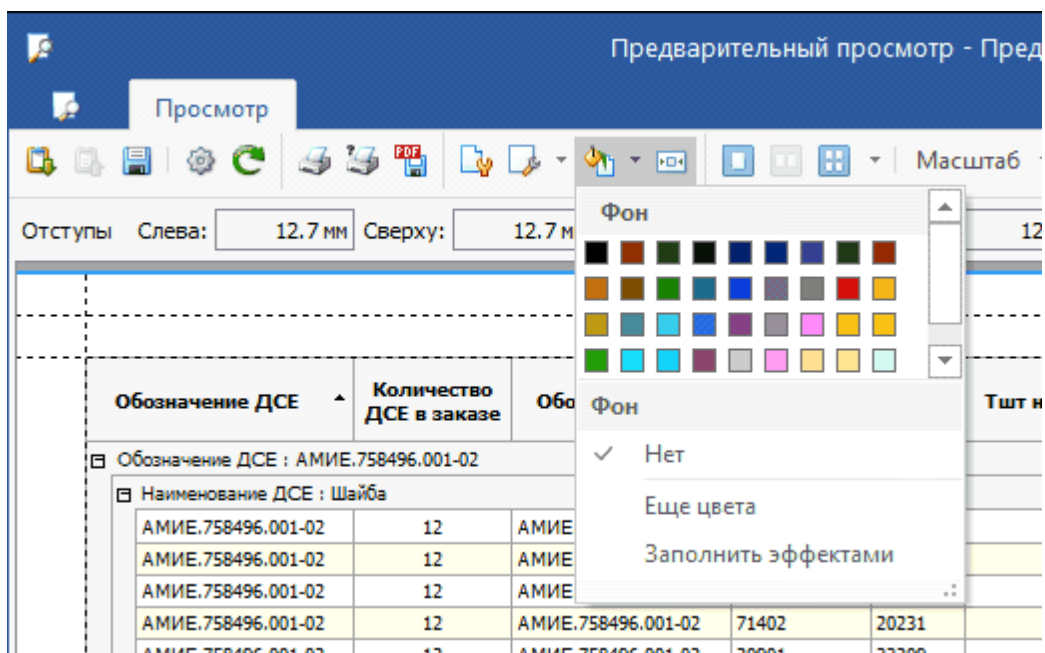 Предварительный просмотр - Пред
Просмотр
PDF
Масштаб
Отступы Слева: 12.7 мм Сверху: 12.7 м 12
Фон
Обозначение ДСЕ Количество ДСЕ в заказе Обо Тшт н
Фон
Нет
Еще цвета
Заполнить эффектами
Обозначение ДСЕ : АМИЕ.758496.001-02
Наименование ДСЕ : Шайба
АМИЕ.758496.001-02 12 АМИЕ
АМИЕ.758496.001-02 12 АМИЕ
АМИЕ.758496.001-02 12 АМИЕ
АМИЕ.758496.001-02 12 АМИЕ.758496.001-02 71402 20231